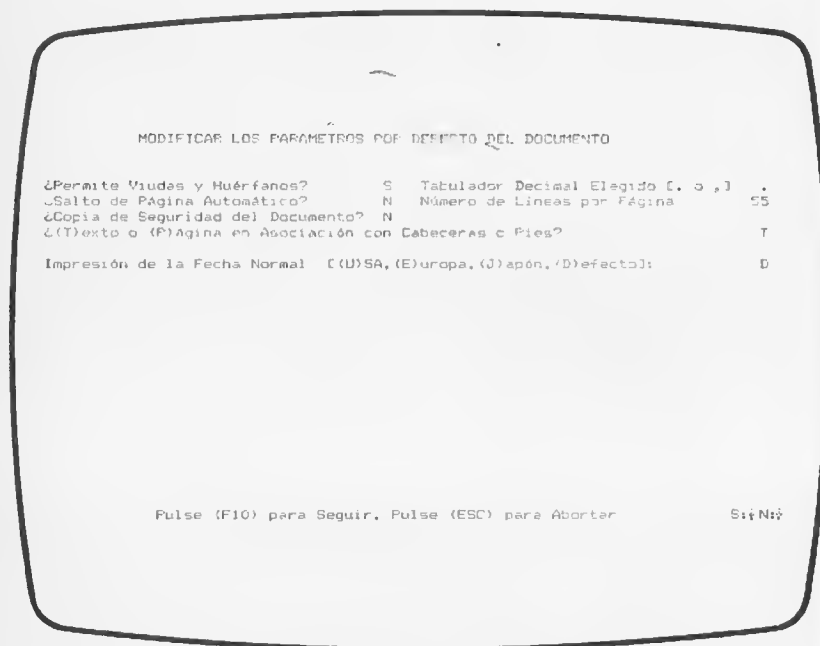 MODIFICAR LOS PARAMETROS POR DEFECTO DEL DOCUMENTO
¿Permite Viudas y Huérfanos? S Tabulador Decimal Elegido [. o ,] .
¿Salto de Página Automático? N Número de Líneas por Página 55
¿Copia de Seguridad del Documento? N
¿(T)exto o (P)Agina en Asociación con Cabeceras o Pies? T
Impresión de la Fecha Normal [(U)SA,(E)uropa,(J)apón,(D)efecto]: D
Pulse (F10) para Seguir, Pulse (ESC) para Abortar